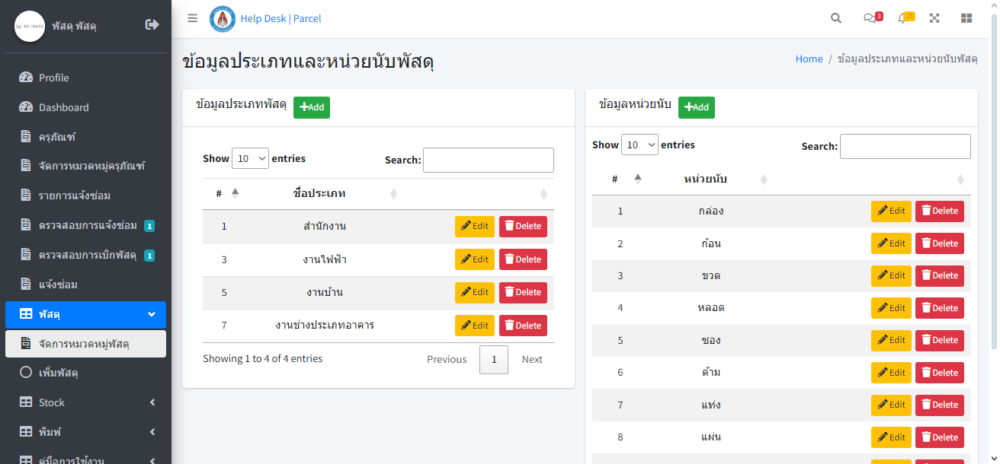 NO IMAGE
พัสดุ พัสดุ
Profile
Dashboard
ครุภัณฑ์
จัดการหมวดหมู่ครุภัณฑ์
รายการแจ้งซ่อม
ตรวจสอบการแจ้งซ่อม 1
ตรวจสอบการเบิกพัสดุ 1
แจ้งซ่อม
พัสดุ
จัดการหมวดหมู่พัสดุ
เพิ่มพัสดุ
Stock
พิมพ์
คู่มือการใช้งาน
Help Desk | Parcel
3
15
ข้อมูลประเภทและหน่วยนับพัสดุ
Home / ข้อมูลประเภทและหน่วยนับพัสดุ
ข้อมูลประเภทพัสดุ Add
Show 10 entries Search:
# ชื่อประเภท
1 สำนักงาน Edit Delete
3 งานไฟฟ้า Edit Delete
5 งานบ้าน Edit Delete
7 งานช่างประเภทอาคาร Edit Delete
Showing 1 to 4 of 4 entries Previous 1 Next
ข้อมูลหน่วยนับ Add
Show 10 entries Search:
# หน่วยนับ
1 กล่อง Edit Delete
2 ก้อน Edit Delete
3 ขวด Edit Delete
4 หลอด Edit Delete
5 ซอง Edit Delete
6 ด้าม Edit Delete
7 แท่ง Edit Delete
8 แผ่น Edit Delete